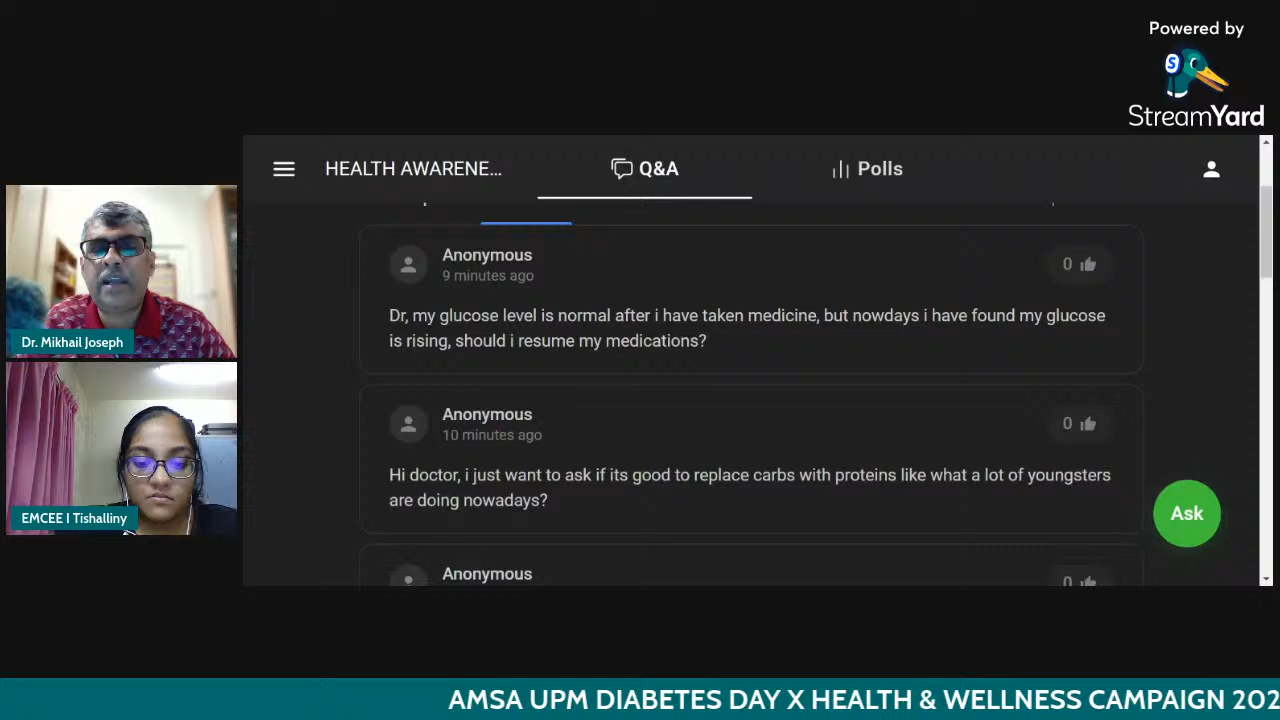 Powered by
StreamYard
HEALTH AWARENE...
Q&A
Polls
Anonymous
9 minutes ago
0
Dr, my glucose level is normal after i have taken medicine, but nowdays i have found my glucose
is rising, should i resume my medications?
Anonymous
10 minutes ago
0
Hi doctor, i just want to ask if its good to replace carbs with proteins like what a lot of youngsters
are doing nowadays?
Ask
Anonymous
0
Dr. Mikhail Joseph
EMCEE I Tishalliny
AMSA UPM DIABETES DAY X HEALTH & WELLNESS CAMPAIGN 202